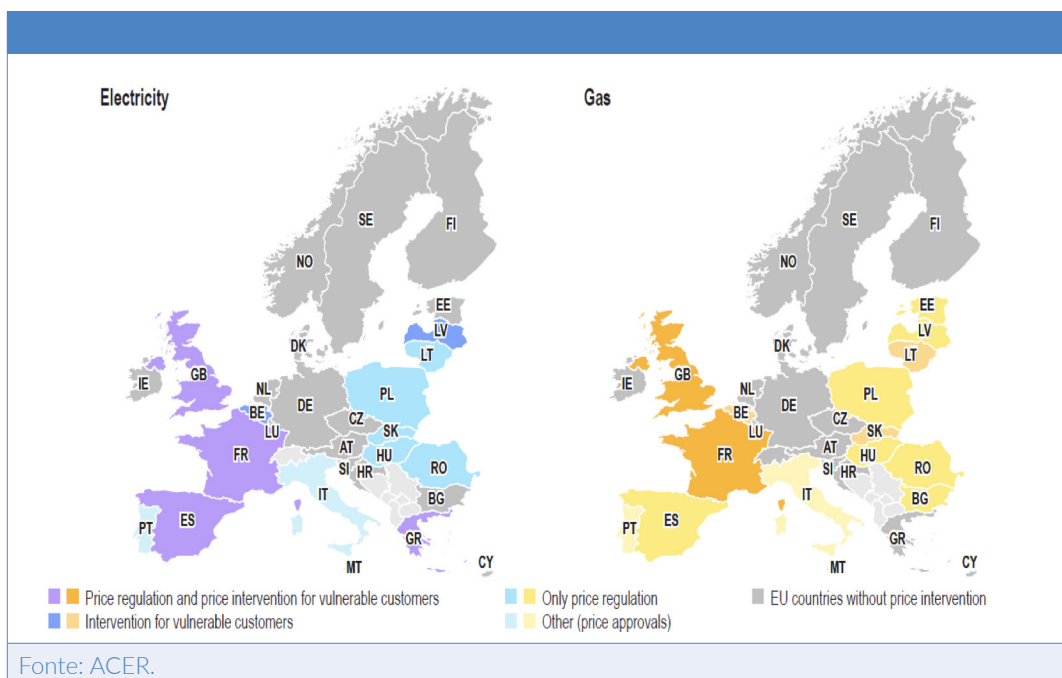 Electricity
Gas
SE
FI
NO
EE
LV
LT
DK
IE
GB
NL
BE
LU
DE
PL
CZ
SK
AT
HU
FR
SI
HR
RO
IT
BG
PT
ES
GR
MT
CY
SE
FI
NO
EE
LV
LT
DK
IE
GB
NL
BE
LU
DE
PL
CZ
SK
AT
HU
FR
SI
HR
RO
IT
BG
PT
ES
GR
MT
CY
Price regulation and price intervention for vulnerable customers
Only price regulation
EU countries without price intervention
Intervention for vulnerable customers
Other (price approvals)
Fonte: ACER.